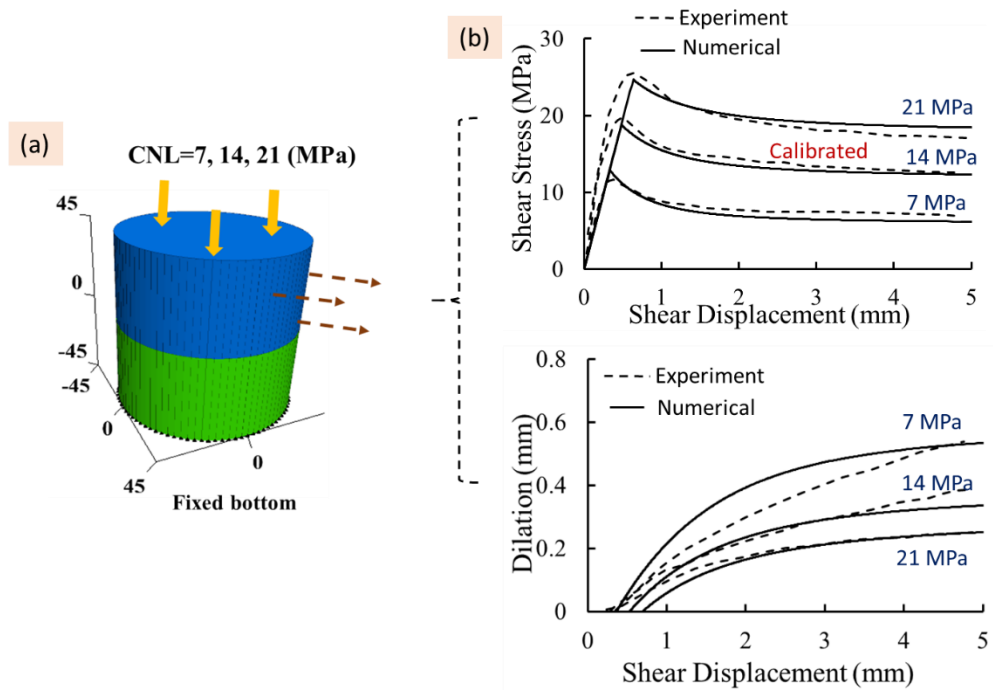 (a)
CNL=7, 14, 21 (MPa)
45
0
-45
-45
0
45
0
Fixed bottom
(b)
Experiment
Numerical
Shear Stress (MPa)
30
20
10
0
21 MPa
Calibrated
14 MPa
7 MPa
0 1 2 3 4 5
Shear Displacement (mm)
Experiment
Numerical
Dilation (mm)
0.8
0.6
0.4
0.2
0
7 MPa
14 MPa
21 MPa
0 1 2 3 4 5
Shear Displacement (mm)